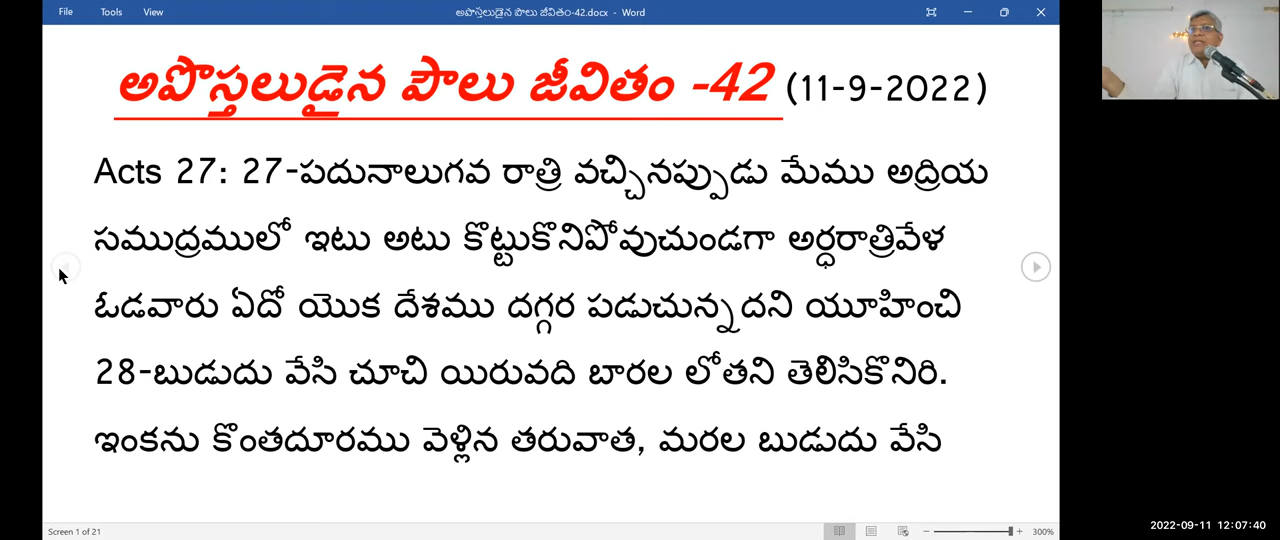 File Tools View అపొస్తలుడైన పౌలు జీవితం-42.docx - Word
అపొస్తలుడైన పౌలు జీవితం -42 (11-9-2022)
Acts 27: 27-పదునాలుగవ రాత్రి వచ్చినప్పుడు మేము అద్రియ
సముద్రములో ఇటు అటు కొట్టుకొనిపోవుచుండగా అర్ధరాత్రివేళ
ఓడవారు ఏదో యొక దేశము దగ్గర పడుచున్నదని యూహించి
28-బుడుదు వేసి చూచి యిరువది బారల లోతని తెలిసికొనిరి.
ఇంకను కొంతదూరము వెళ్లిన తరువాత, మరల బుడుదు వేసి
Screen 1 of 21
300%
2022-09-11 12:07:40